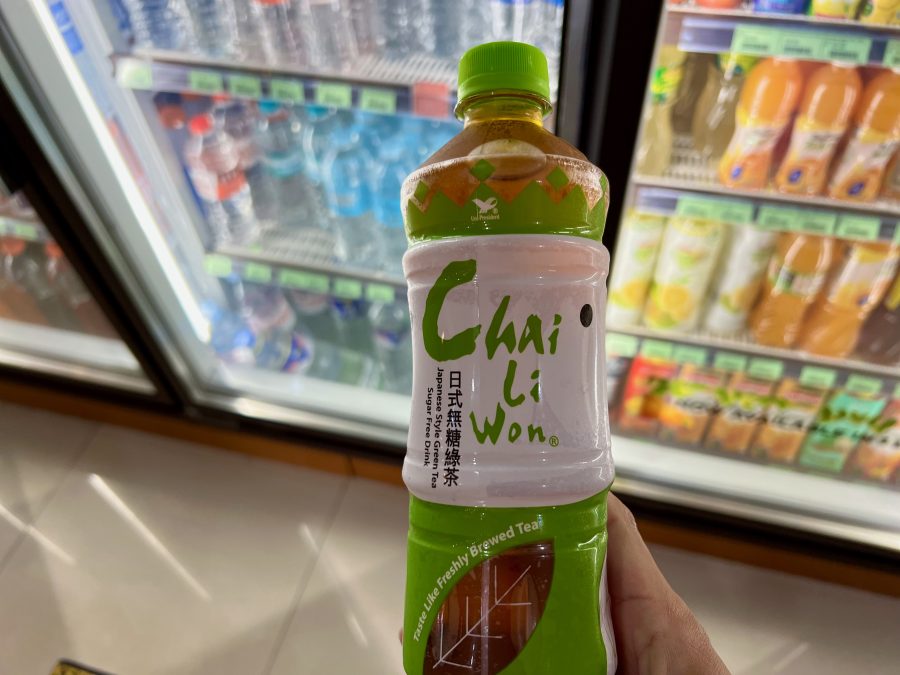 Uni President
Chai
Li
Won®
日式無糖綠茶
Japanese Style Green Tea
Sugar Free Drink
Taste Like Freshly Brewed Tea